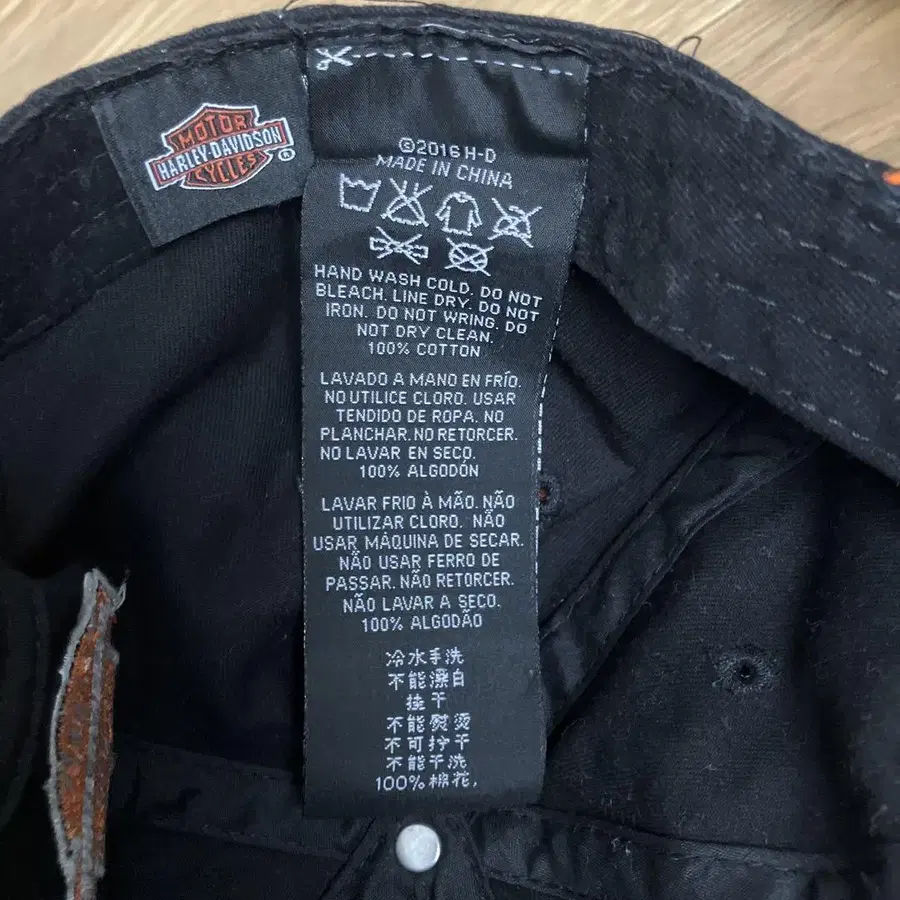 MOTOR
HARLEY-DAVIDSON
CYCLES
®
©2016 H-D
MADE IN CHINA
HAND WASH COLD. DO NOT
BLEACH. LINE DRY. DO NOT
IRON. DO NOT WRING. DO
NOT DRY CLEAN.
100% COTTON
LAVADO A MANO EN FRÍO.
NO UTILICE CLORO. USAR
TENDIDO DE ROPA. NO
PLANCHAR. NO RETORCER.
NO LAVAR EN SECO.
100% ALGODÓN
LAVAR FRIO À MÃO. NÃO
UTILIZAR CLORO. NÃO
USAR MÁQUINA DE SECAR.
NÃO USAR FERRO DE
PASSAR. NÃO RETORCER.
NÃO LAVAR A SECO.
100% ALGODÃO
冷水手洗
不能漂白
挂干
不能熨烫
不可拧干
不能干洗
100%棉花.